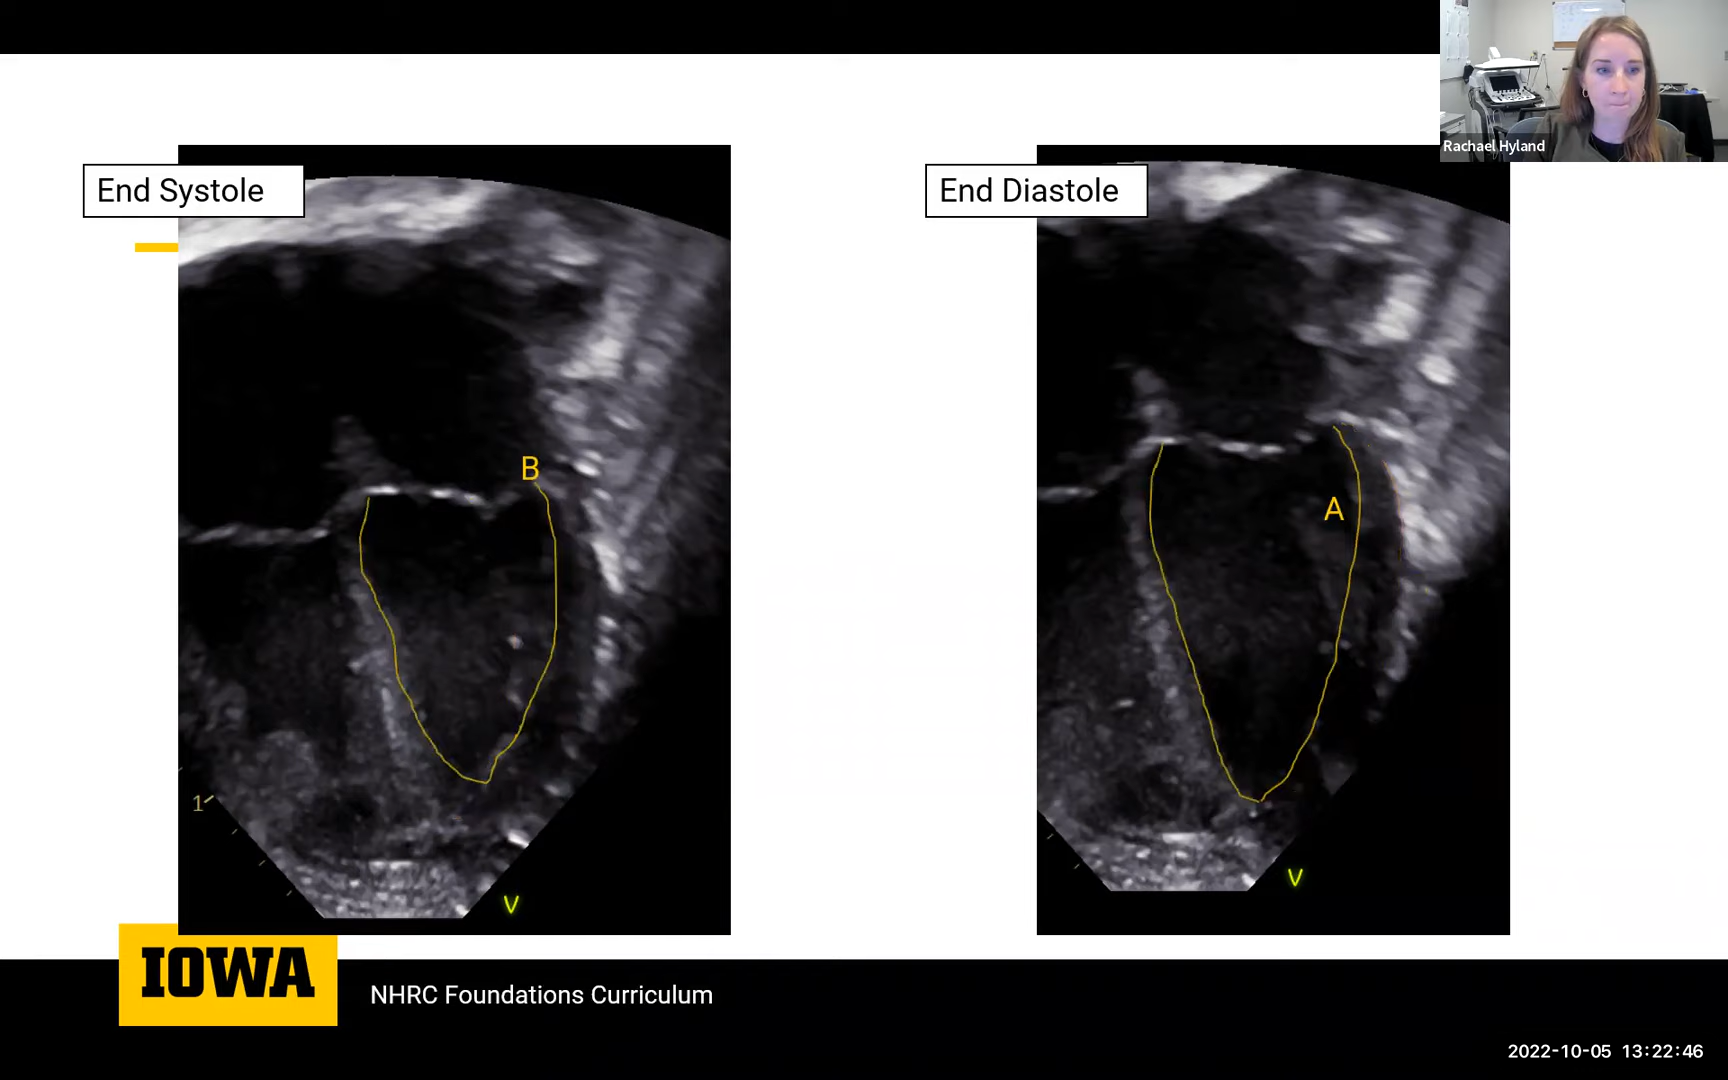 Rachael Hyland
End Systole
End Diastole
B
A
1
V
V
IOWA
NHRC Foundations Curriculum
2022-10-05 13:22:46